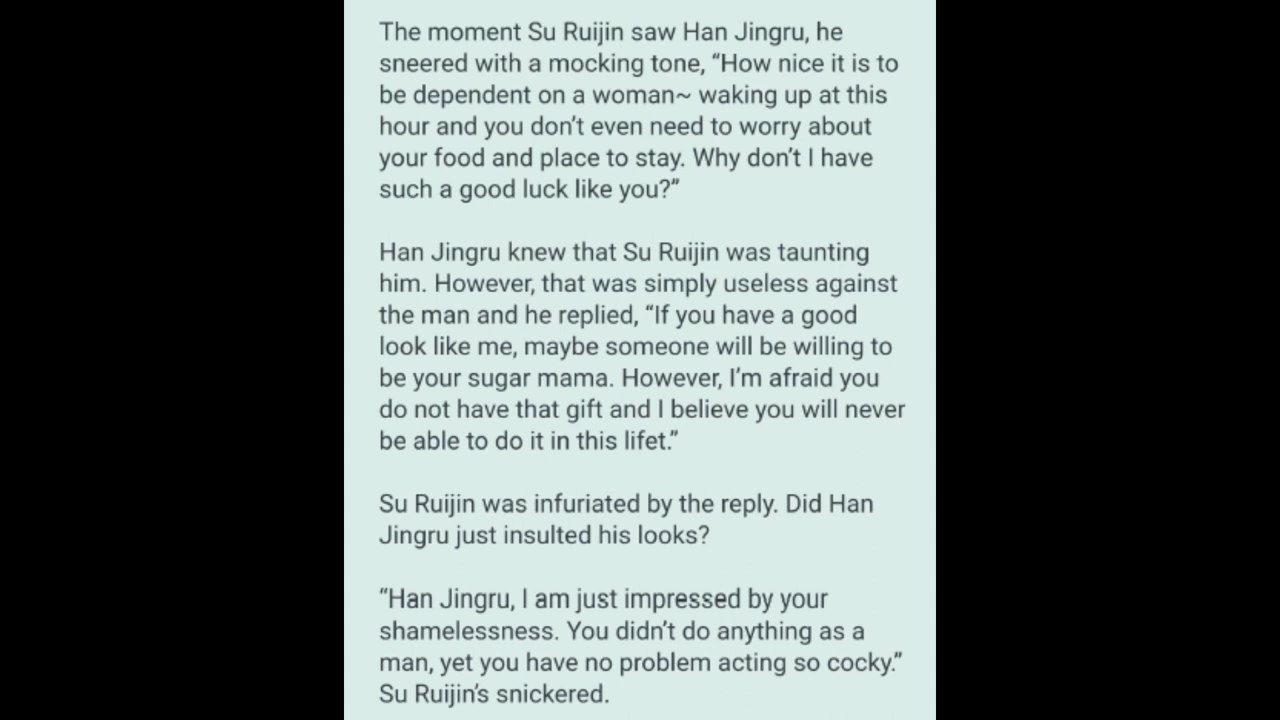 The moment Su Ruijin saw Han Jingru, he
sneered with a mocking tone, “How nice it is to
be dependent on a woman~ waking up at this
hour and you don’t even need to worry about
your food and place to stay. Why don’t I have
such a good luck like you?”
Han Jingru knew that Su Ruijin was taunting
him. However, that was simply useless against
the man and he replied, “If you have a good
look like me, maybe someone will be willing to
be your sugar mama. However, I’m afraid you
do not have that gift and I believe you will never
be able to do it in this lifet.”
Su Ruijin was infuriated by the reply. Did Han
Jingru just insulted his looks?
“Han Jingru, I am just impressed by your
shamelessness. You didn’t do anything as a
man, yet you have no problem acting so cocky.”
Su Ruijin’s snickered.